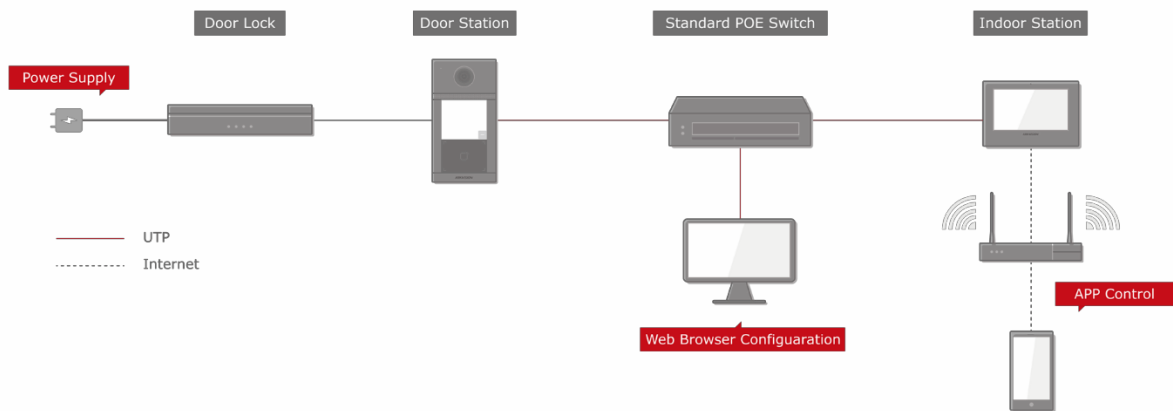 Door Lock
Door Station
Standard POE Switch
Indoor Station
Power Supply
UTP
Internet
APP Control
Web Browser Configuaration